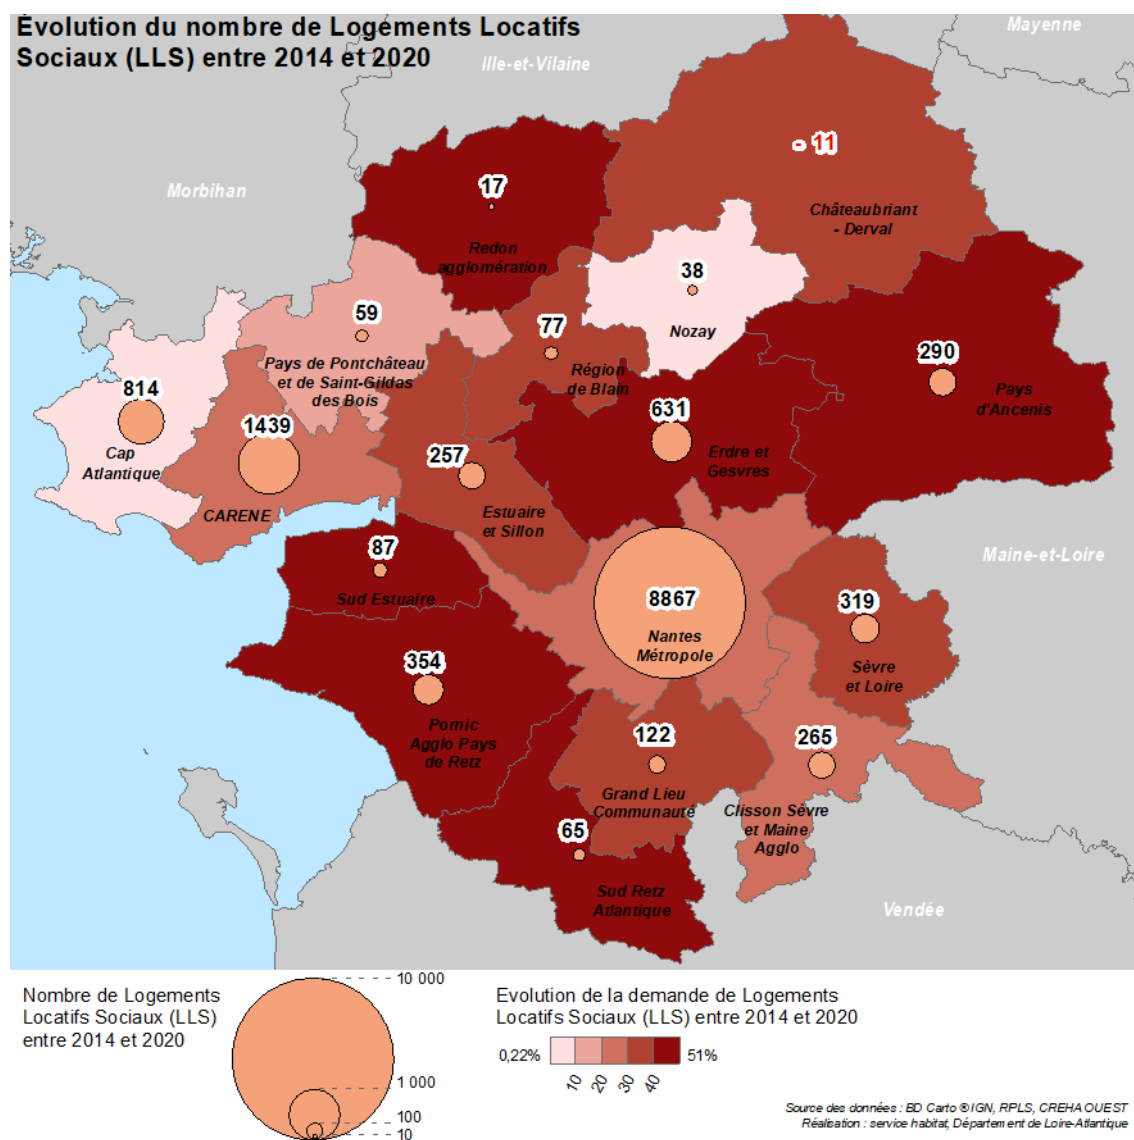 Évolution du nombre de Logements Locatifs
Sociaux (LLS) entre 2014 et 2020
Mayenne
Ille-et-Vilaine
- 11
Morbihan
17
Châteaubriant
- Derval
Redon
agglomération
38
59
77
Nozay
290
Pays de Pontchâteau
et de Saint-Gildas
des Bois
Région
de Blain
814
Pays
d'Ancenis
631
1439
Cap
Atlantique
257
Erdre et
Gesvres
CARENE
Estuaire
et Sillon
87
Maine-et-Loire
Sud Estuaire
8867
319
Nantes
Métropole
354
Sèvre
et Loire
Pornic
Agglo Pays
de Retz
122
265
Grand Lieu
Communauté
Clisson Sèvre
et Maine
Agglo
65
Sud Retz
Atlantique
Vendée
Nombre de Logements
Locatifs Sociaux (LLS)
entre 2014 et 2020
10 000
1 000
100
10
Evolution de la demande de Logements
Locatifs Sociaux (LLS) entre 2014 et 2020
0,22%
51%
10
20
30
40
Source des données : BD Carto ® IGN, RPLS, CREHA OUEST
Réalisation : service habitat, Départment de Loire-Atlantique